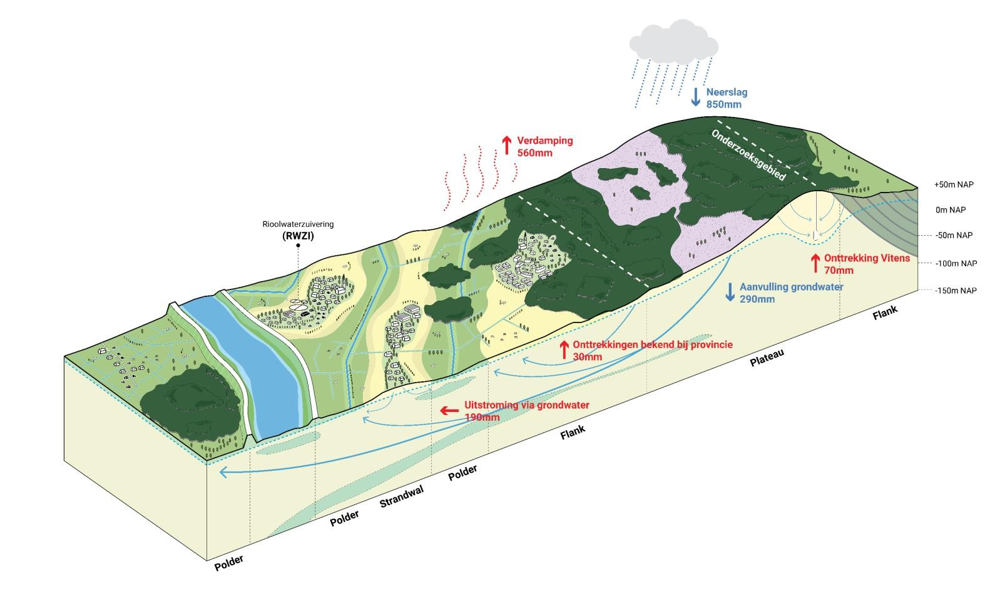 Neerslag
850mm
Verdamping
560mm
Onderzoeksgebied
+50m NAP
0m NAP
-50m NAP
-100m NAP
-150m NAP
Rioolwaterzuivering
(RWZI)
Onttrekking Vitens
70mm
Aanvulling grondwater
290mm
Onttrekkingen bekend bij provincie
30mm
Uitstroming via grondwater
190mm
Flank
Plateau
Flank
Polder
Strandwal
Polder
Polder